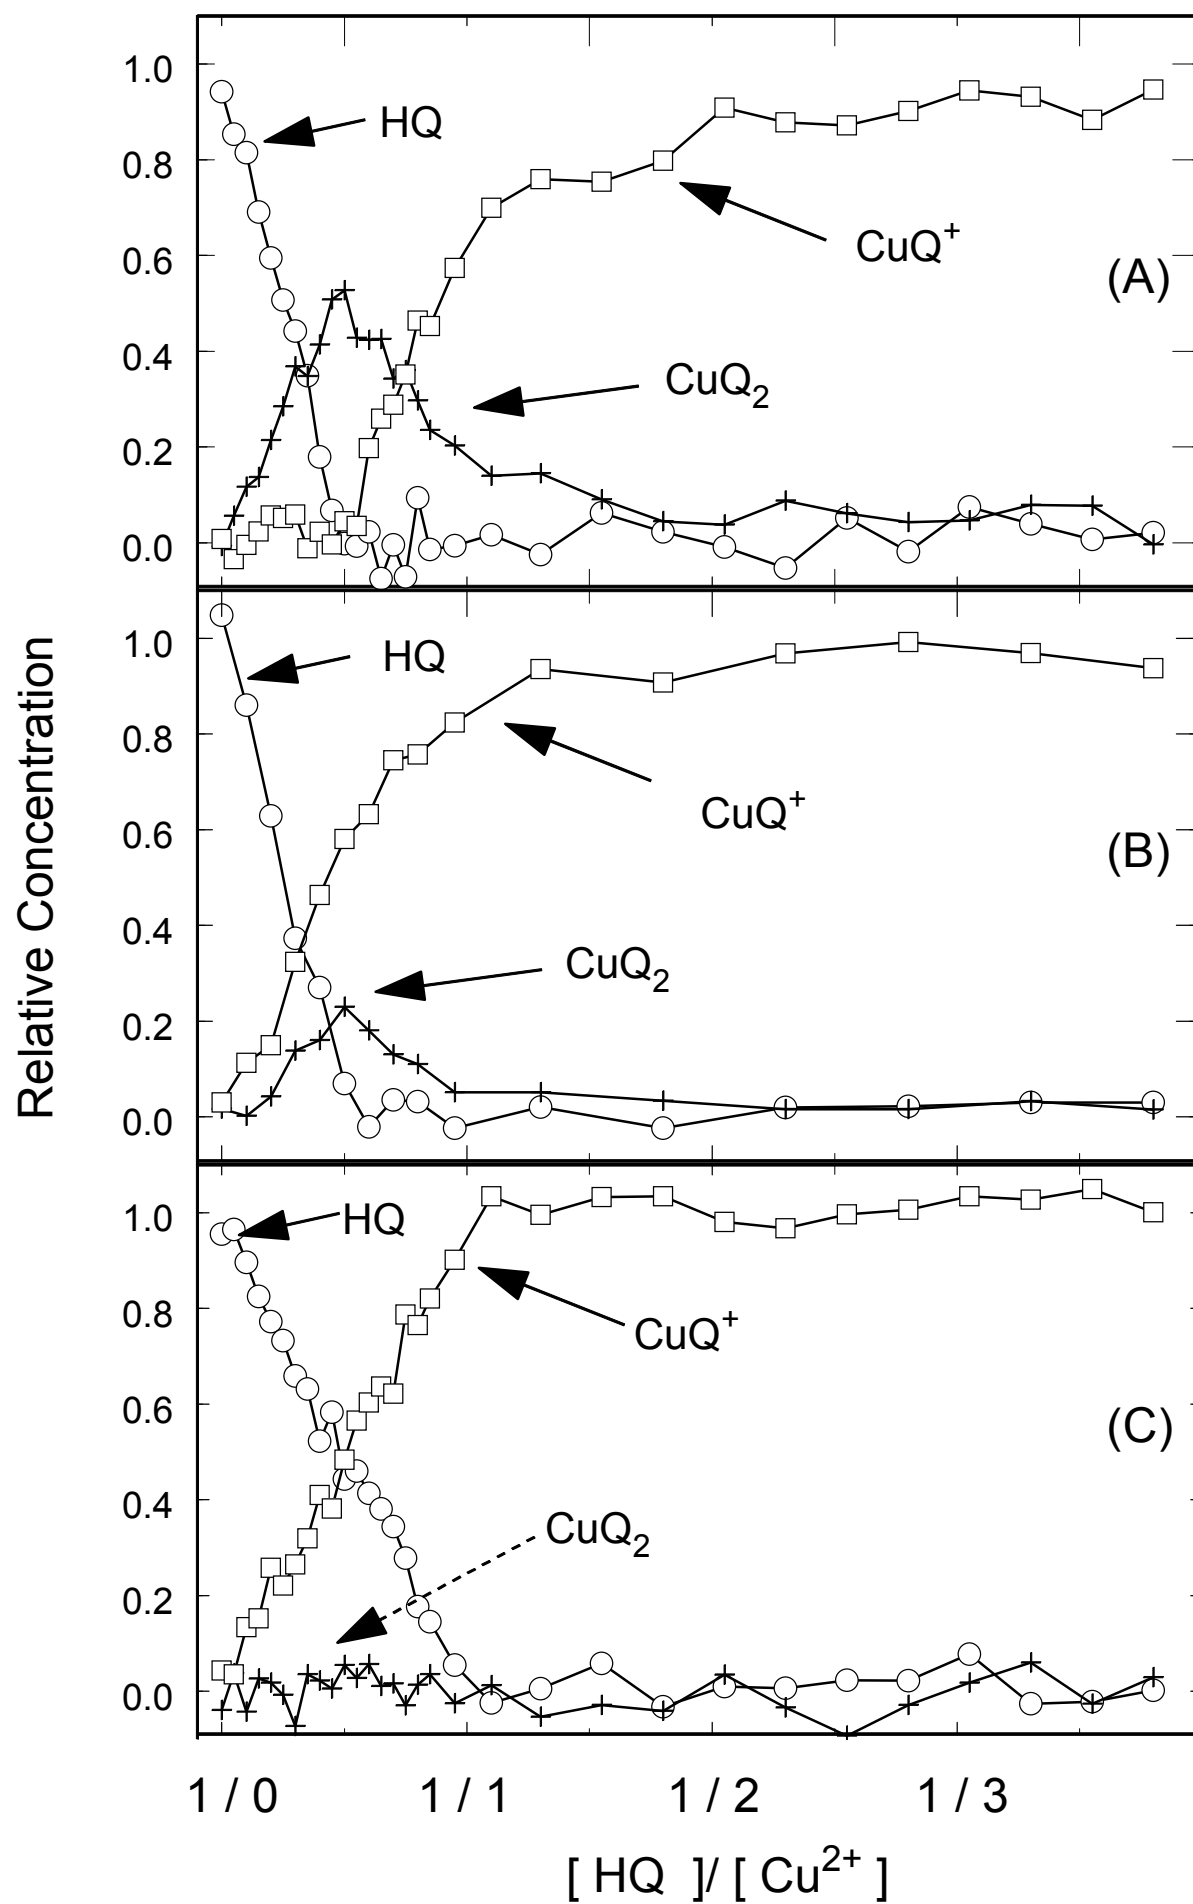 1.0
HQ
0.8
CuQ+
0.6
(A)
0.4
CuQ2
0.2
0.0
1.0
HQ
0.8
CuQ+
(B)
0.6
0.4
CuQ2
0.2
0.0
1.0
HQ
0.8
CuQ+
0.6
(C)
0.4
CuQ2
0.2
0.0
Relative Concentration
1 / 0 1 / 1 1 / 2 1 / 3
[ HQ ]/ [ Cu2+ ]